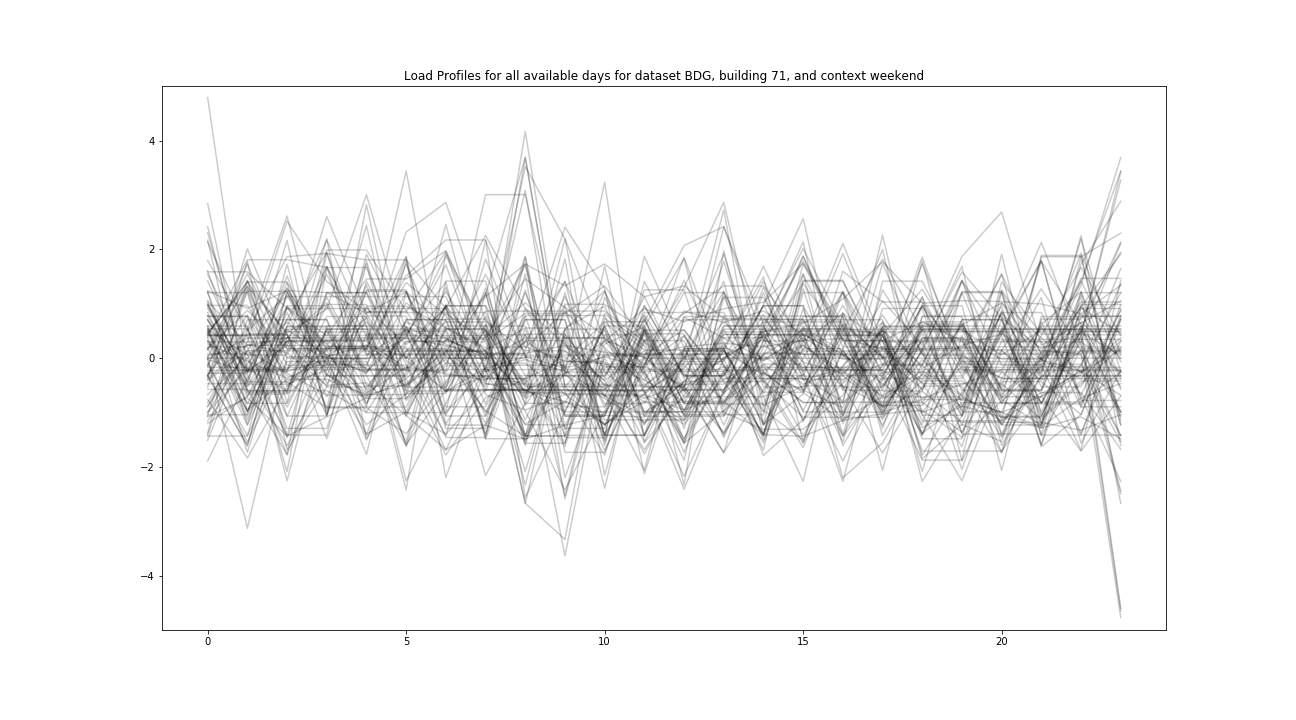 Load Profiles for all available days for dataset BDG, building 71, and context weekend
4
2
0
−2
−4
0 5 10 15 20